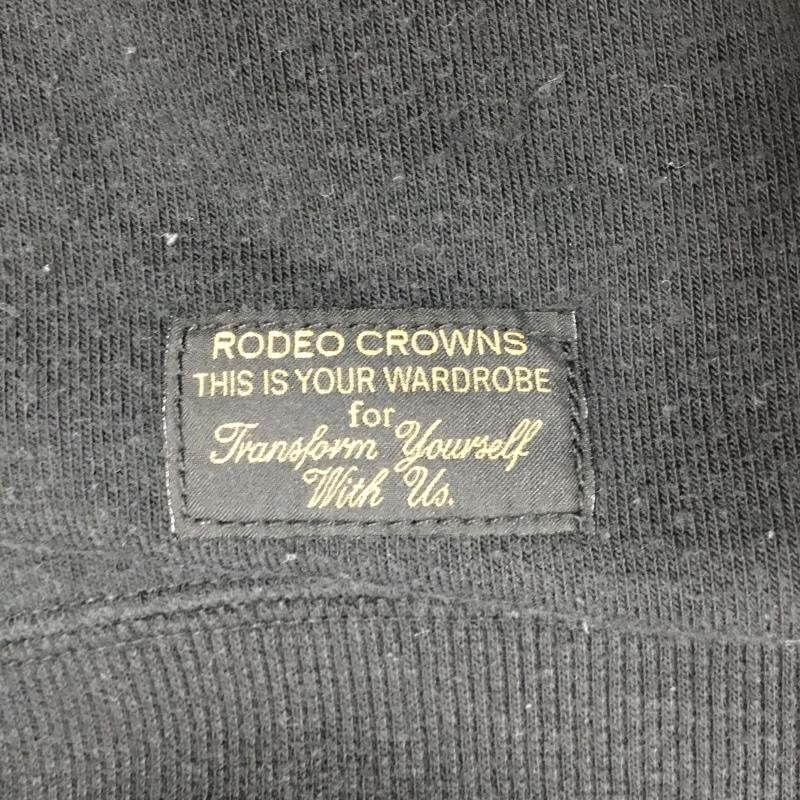 RODEO CROWNS
THIS IS YOUR WARDROBE
for
Transform Yourself
With Us.